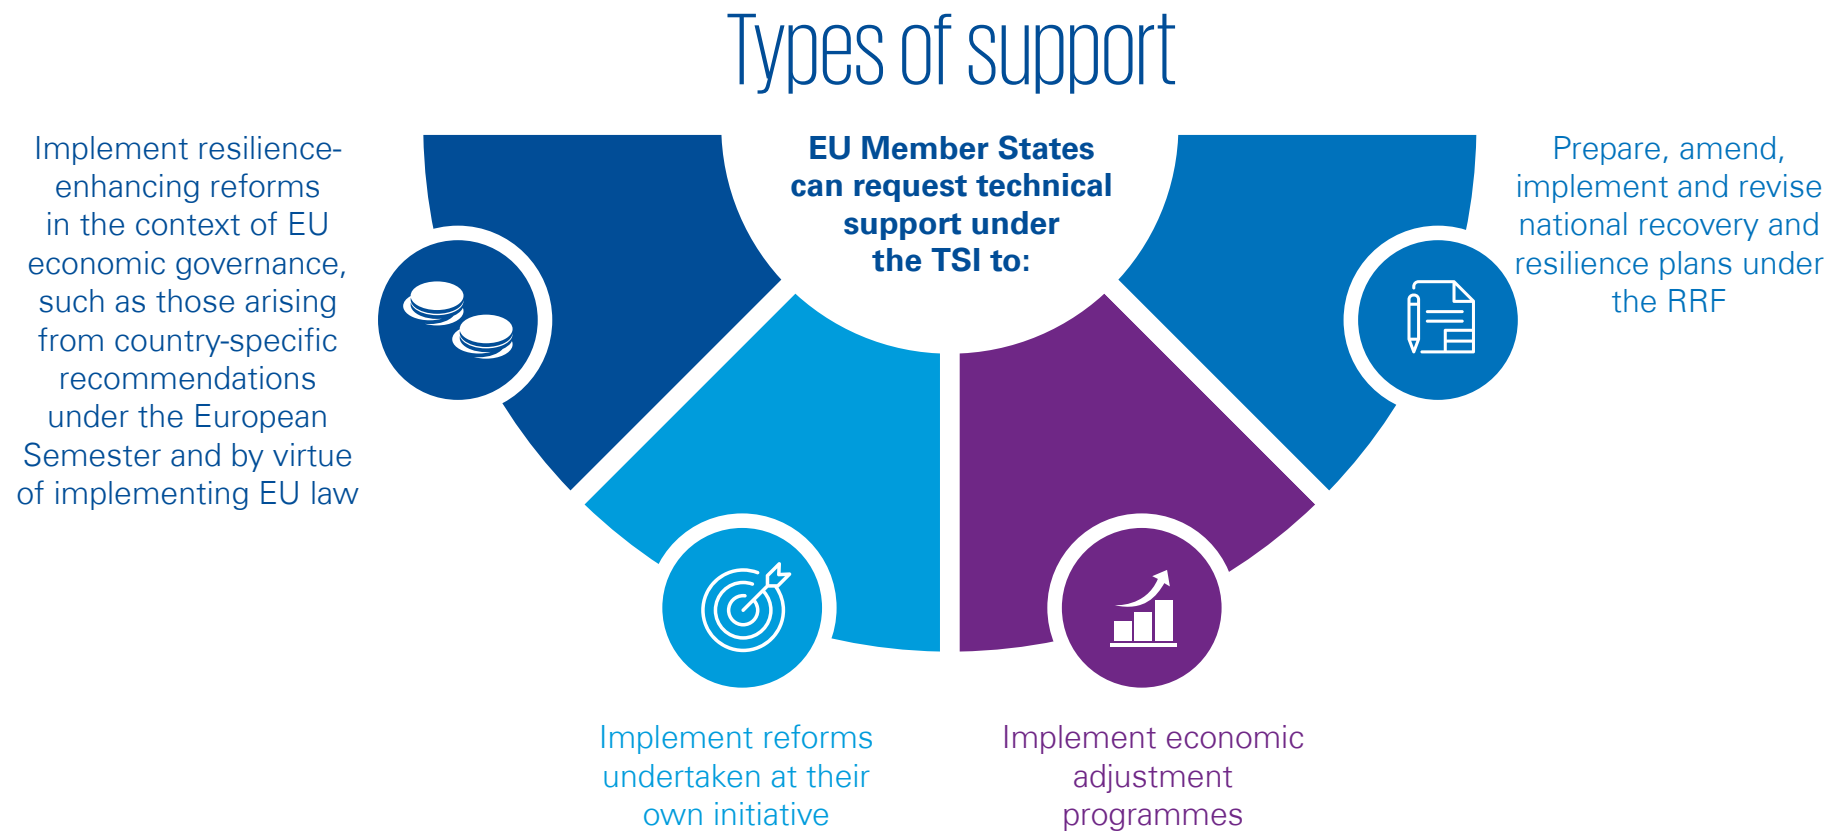 Types of support
EU Member States
can request technical
support under
the TSI to:
Implement resilience-
enhancing reforms
in the context of EU
economic governance,
such as those arising
from country-specific
recommendations
under the European
Semester and by virtue
of implementing EU law
Implement reforms
undertaken at their
own initiative
Implement economic
adjustment
programmes
Prepare, amend,
implement and revise
national recovery and
resilience plans under
the RRF